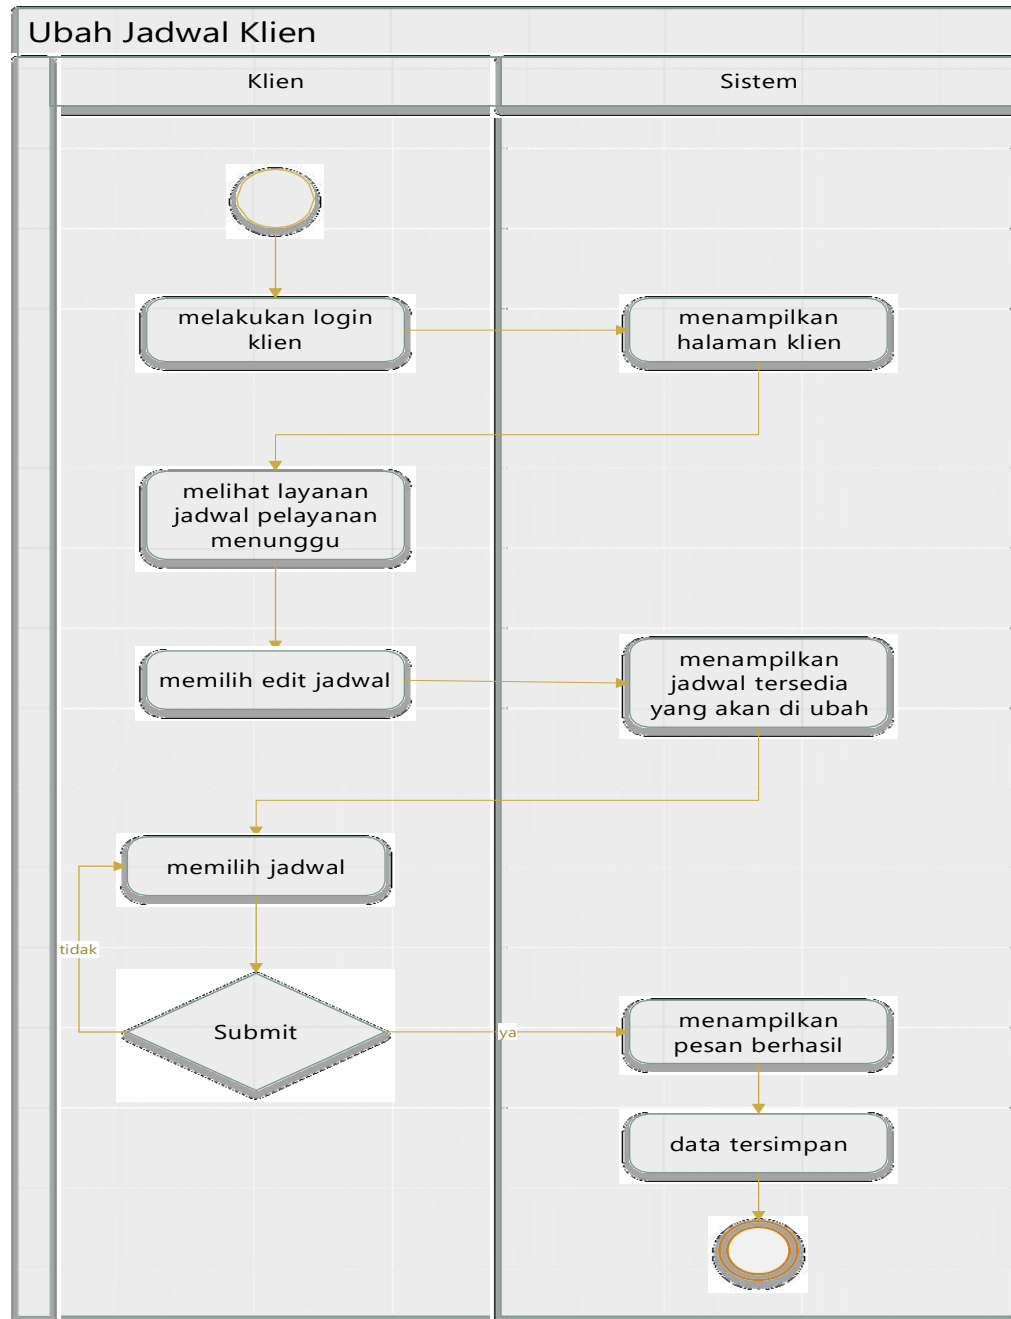 Ubah Jadwal Klien
Klien
Sistem
melakukan login
klien
menampilkan
halaman klien
melihat layanan
jadwal pelayanan
menunggu
memilih edit jadwal
menampilkan
jadwal tersedia
yang akan di ubah
memilih jadwal
tidak
Submit
ya
menampilkan
pesan berhasil
data tersimpan